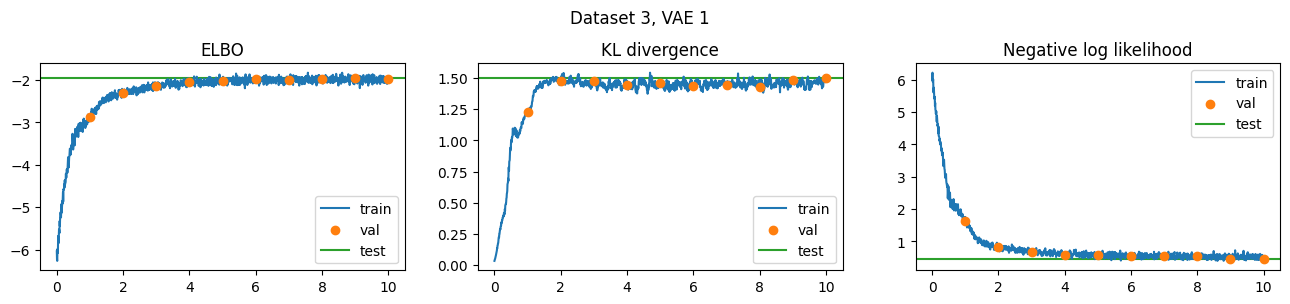 Dataset 3, VAE 1
ELBO
−2
−3
−4
−5
−6
0
2
4
6
8
10
train
val
test
KL divergence
1.50
1.25
1.00
0.75
0.50
0.25
0.00
0
2
4
6
8
10
train
val
test
Negative log likelihood
6
5
4
3
2
1
0
2
4
6
8
10
train
val
test